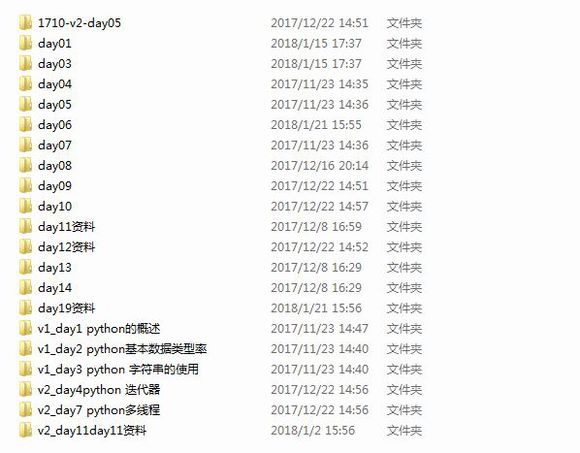 1710-v2-day05 2017/12/22 14:51 文件夹
day01 2018/1/15 17:37 文件夹
day03 2018/1/15 17:37 文件夹
day04 2017/11/23 14:35 文件夹
day05 2017/11/23 14:36 文件夹
day06 2018/1/21 15:55 文件夹
day07 2017/11/23 14:36 文件夹
day08 2017/12/16 20:14 文件夹
day09 2017/12/22 14:51 文件夹
day10 2017/12/22 14:57 文件夹
day11资料 2017/12/8 16:59 文件夹
day12资料 2017/12/22 14:52 文件夹
day13 2017/12/8 16:29 文件夹
day14 2017/12/8 16:29 文件夹
day19资料 2018/1/21 15:56 文件夹
v1_day1 python的概述 2017/11/23 14:47 文件夹
v1_day2 python基本数据类型率 2017/11/23 14:40 文件夹
v1_day3 python 字符串的使用 2017/11/23 14:40 文件夹
v2_day4python 迭代器 2017/12/22 14:56 文件夹
v2_day7 python多线程 2017/12/22 14:56 文件夹
v2_day11day11资料 2018/1/2 15:56 文件夹